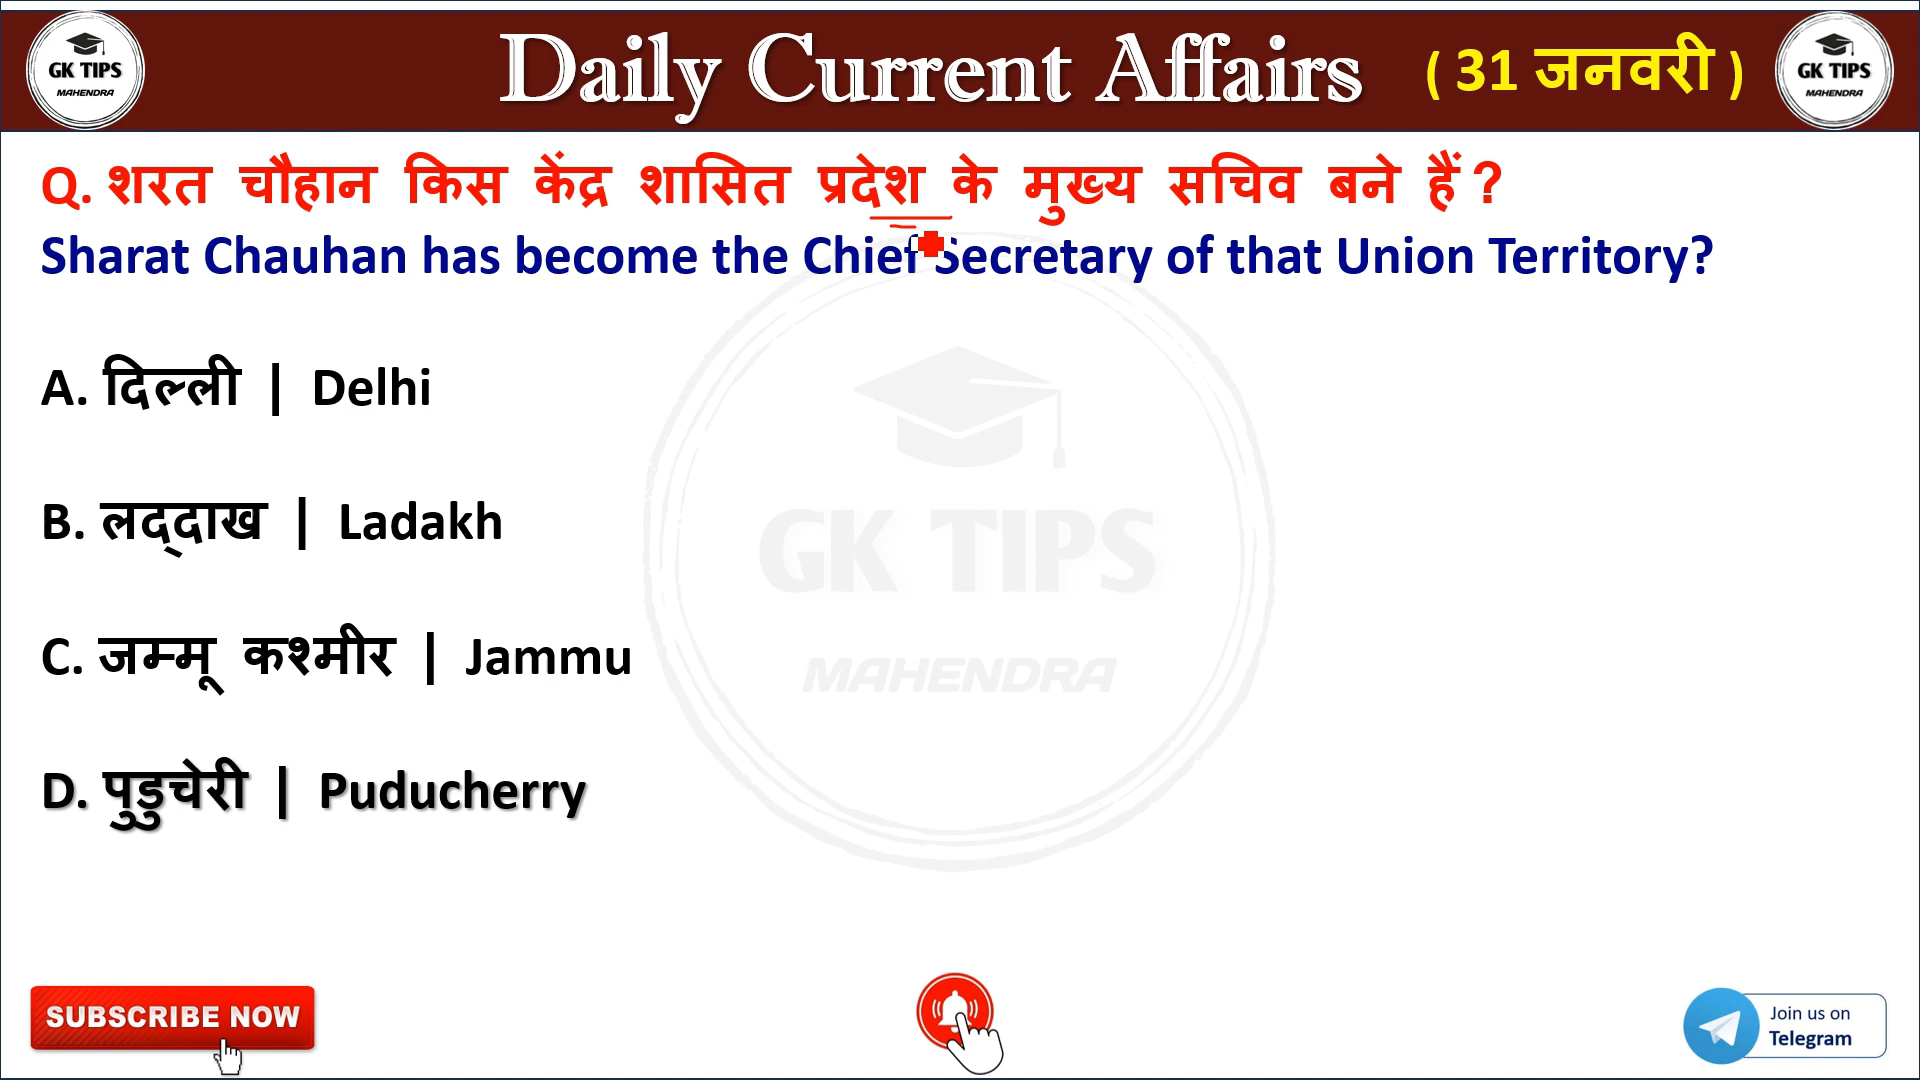 GK TIPS
MAHENDRA
Daily Current Affairs
( 31 जनवरी )
GK TIPS
MAHENDRA
Q. शरत चौहान किस केंद्र शासित प्रदेश के मुख्य सचिव बने हैं ?
Sharat Chauhan has become the Chief Secretary of that Union Territory?
A. दिल्ली | Delhi
B. लद्दाख | Ladakh
C. जम्मू कश्मीर | Jammu
D. पुडुचेरी | Puducherry
GK TIPS
MAHENDRA
SUBSCRIBE NOW
Join us on
Telegram